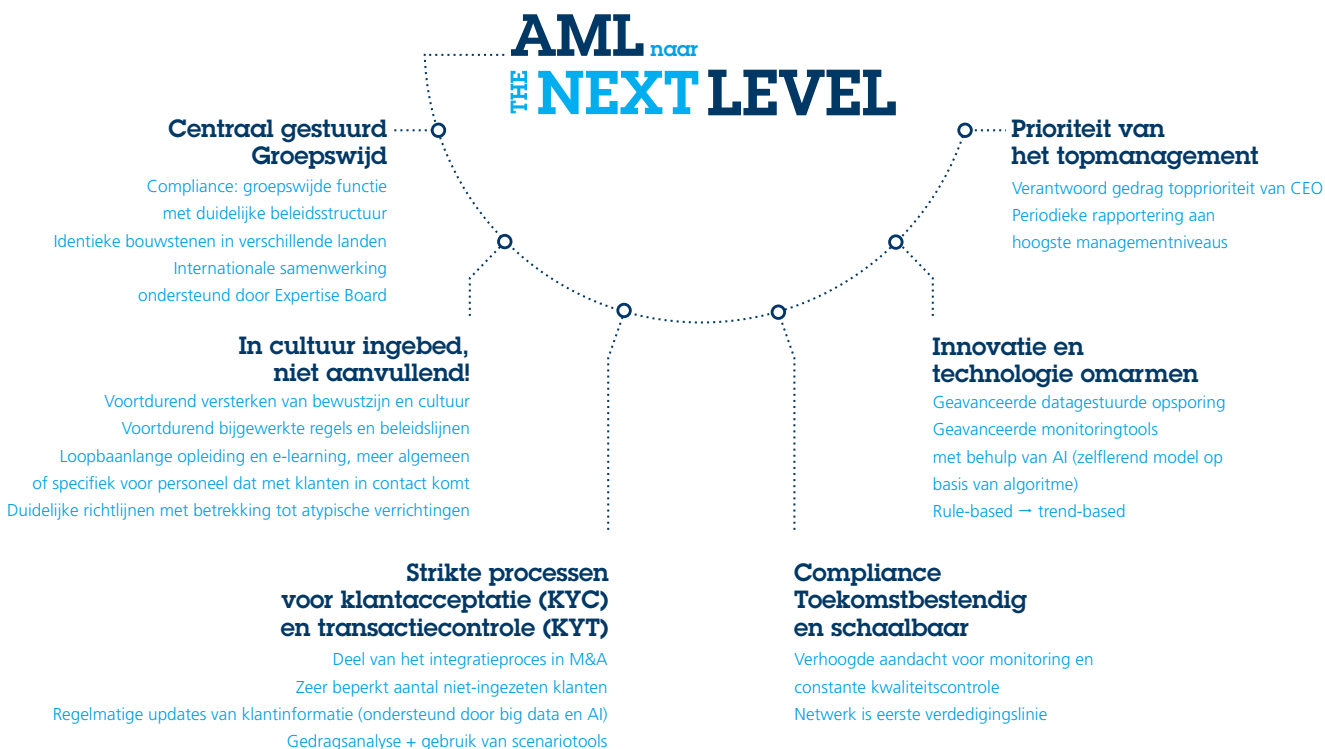 AML naar
THE NEXT LEVEL
Centraal gestuurd
Groepswijd
Compliance: groepswijde functie
met duidelijke beleidsstructuur
Identieke bouwstenen in verschillende landen
Internationale samenwerking
ondersteund door Expertise Board
In cultuur ingebed,
niet aanvullend!
Voortdurend versterken van bewustzijn en cultuur
Voortdurend bijgewerkte regels en beleidslijnen
Loopbaanlange opleiding en e-learning, meer algemeen
of specifiek voor personeel dat met klanten in contact komt
Duidelijke richtlijnen met betrekking tot atypische verrichtingen
Strikte processen
voor klantacceptatie (KYC)
en transactiecontrole (KYT)
Deel van het integratieproces in M&A
Zeer beperkt aantal niet-ingezeten klanten
Regelmatige updates van klantinformatie (ondersteund door big data en AI)
Gedragsanalyse + gebruik van scenariotools
Compliance
Toekomstbestendig
en schaalbaar
Verhoogde aandacht voor monitoring en
constante kwaliteitscontrole
Netwerk is eerste verdedigingslinie
Innovatie en
technologie omarmen
Geavanceerde datagestuurde opsporing
Geavanceerde monitoringtools
met behulp van AI (zelflerend model op
basis van algoritme)
Rule-based → trend-based
Prioriteit van
het topmanagement
Verantwoord gedrag topprioriteit van CEO
Periodieke rapportering aan
hoogste managementniveaus